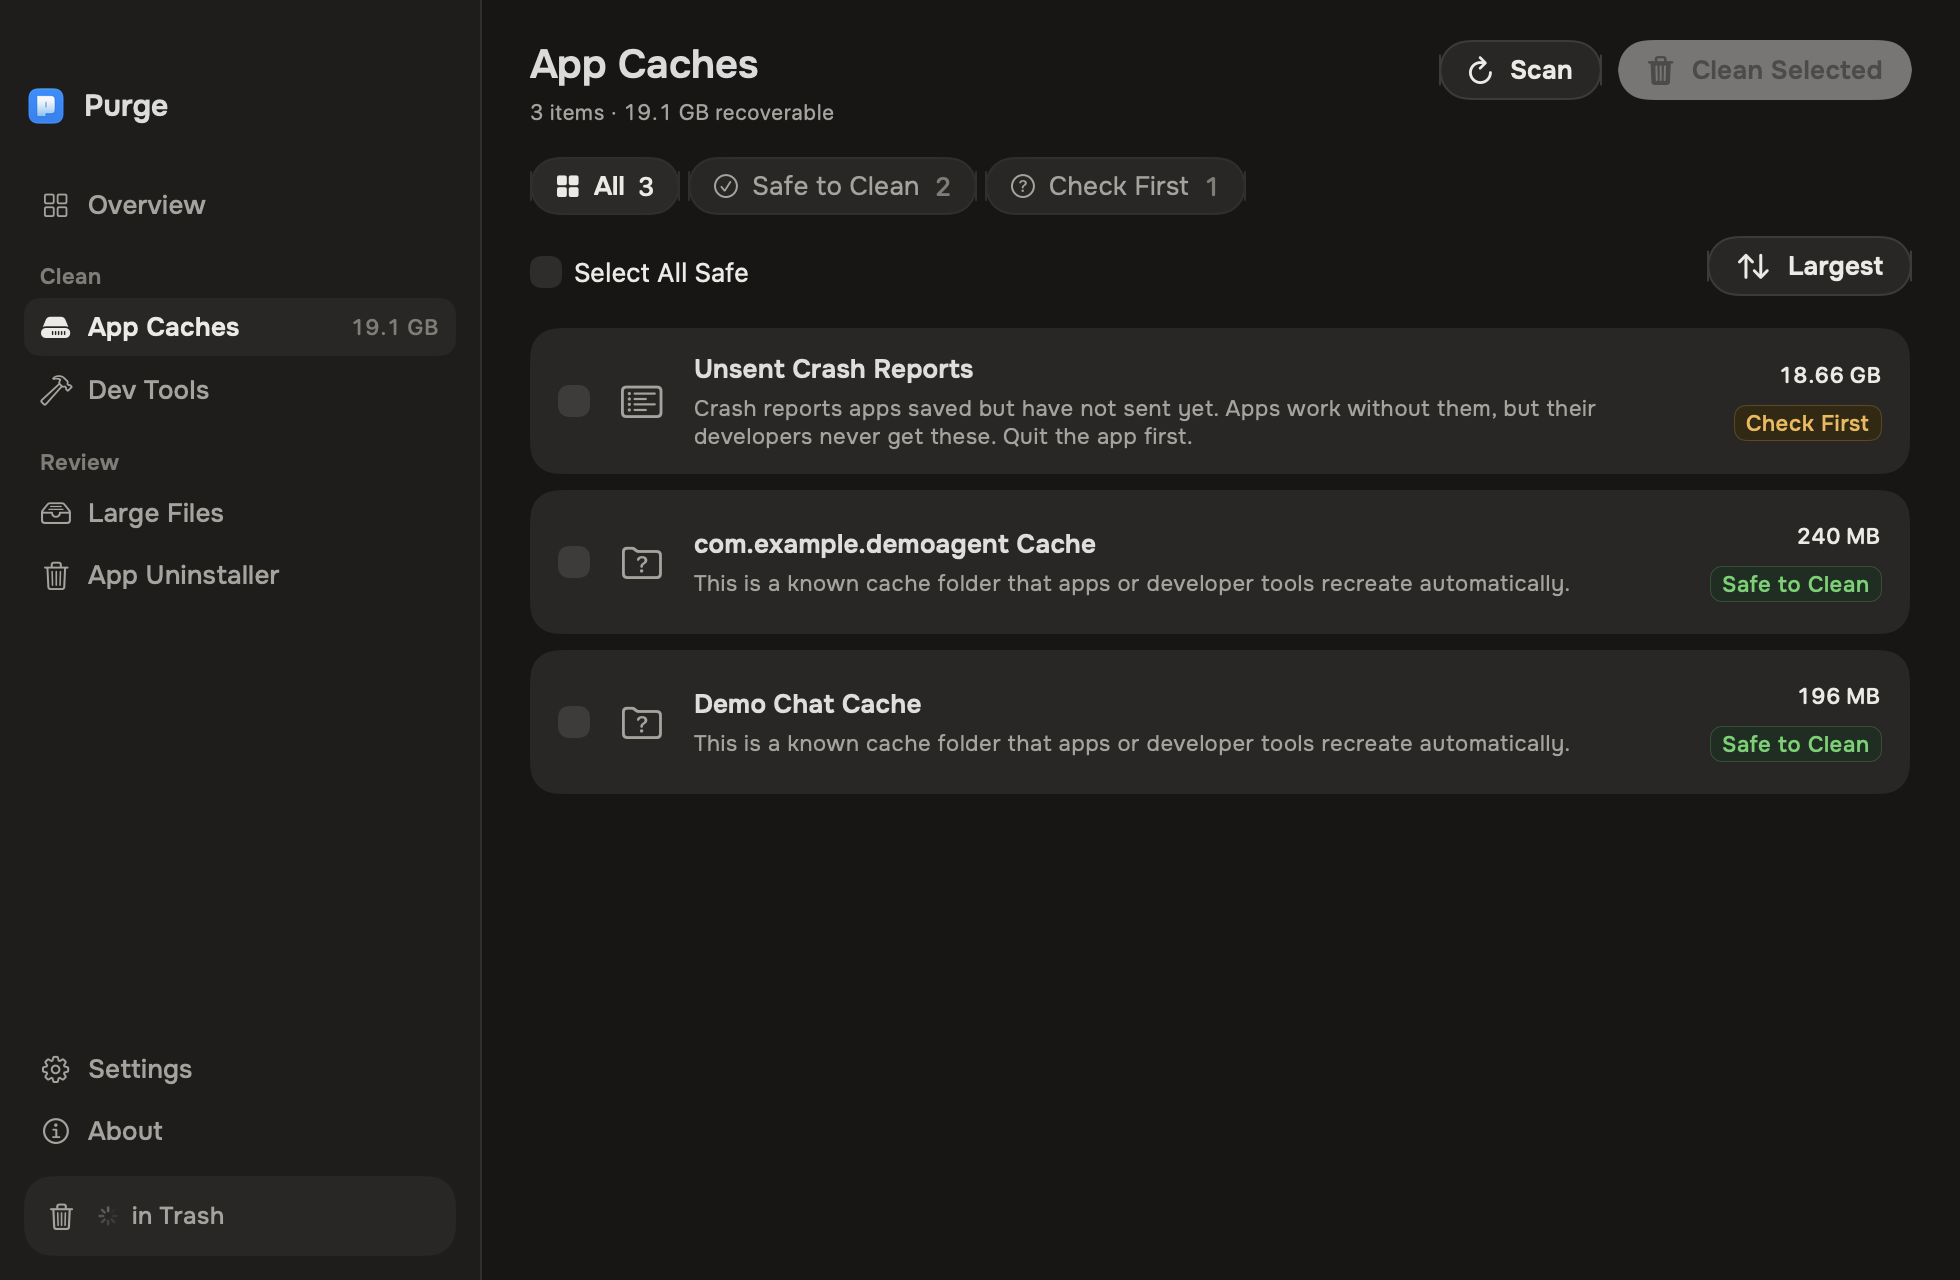 Purge
Overview
Clean
App Caches 19.1 GB
Dev Tools
Review
Large Files
App Uninstaller
Settings
About
in Trash
App Caches
3 items · 19.1 GB recoverable
Scan
Clean Selected
All 3
Safe to Clean 2
Check First 1
Select All Safe
Largest
Unsent Crash Reports
Crash reports apps saved but have not sent yet. Apps work without them, but their
developers never get these. Quit the app first.
18.66 GB
Check First
com.example.demoagent Cache
This is a known cache folder that apps or developer tools recreate automatically.
240 MB
Safe to Clean
Demo Chat Cache
This is a known cache folder that apps or developer tools recreate automatically.
196 MB
Safe to Clean